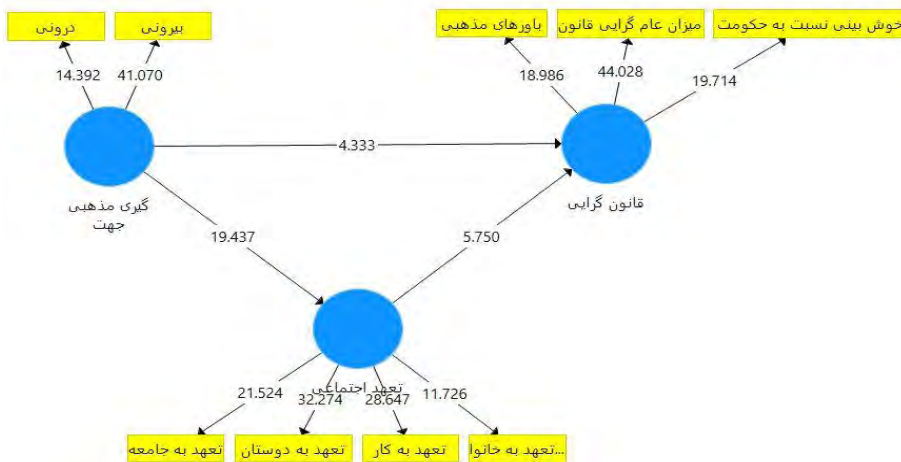 درونی
بیرونی
باورهای مذهبی
میزان عام گرایی قانون
خوش بینی نسبت به حکومت
14.392
41.070
18.986
44.028
19.714
4.333
گیری مذهبی
جهت
قانون گرایی
19.437
5.750
تعهد اجتماعی
21.524
32.274
28.647
11.726
تعهد به جامعه
تعهد به دوستان
تعهد به کار
تعهد به خانوا...